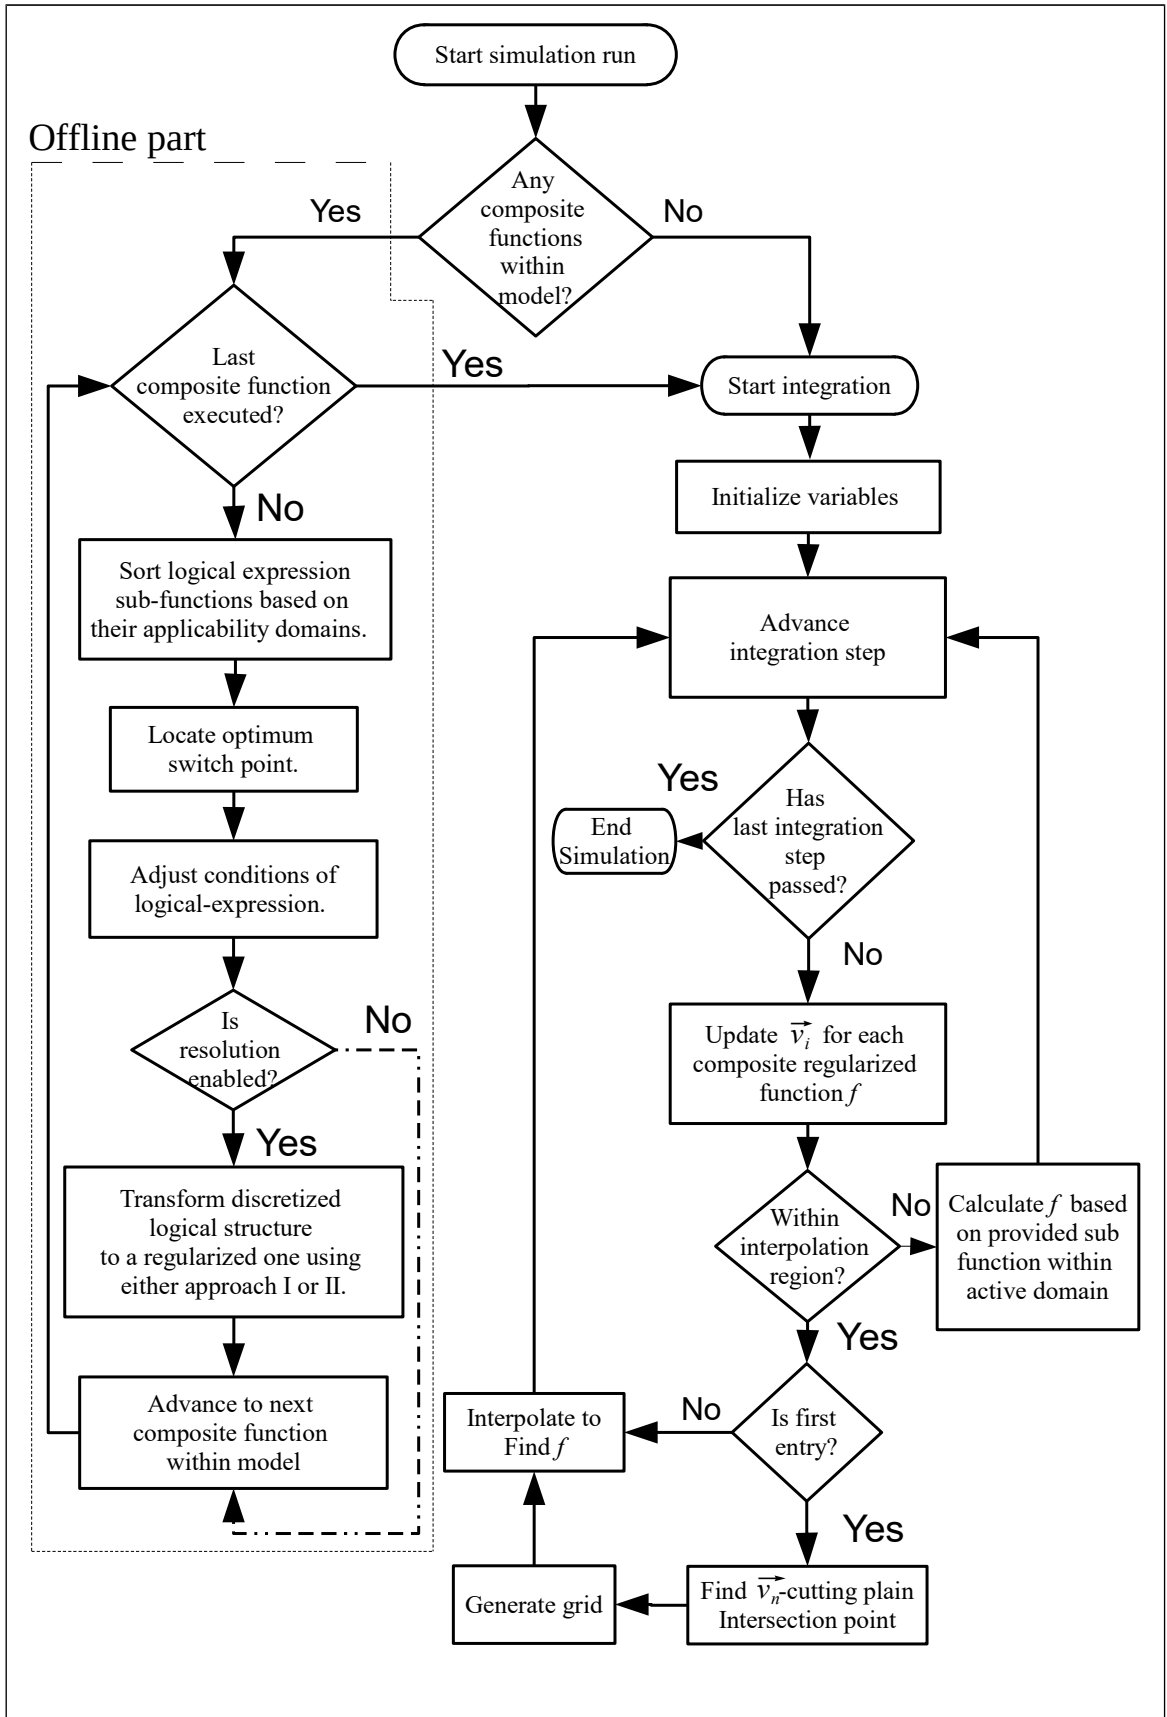 Start simulation run
Offline part
Any
composite
functions
within
model?
Yes
No
Last
composite function
executed?
Yes
Start integration
No
Initialize variables
Sort logical expression
sub-functions based on
their applicability domains.
Advance
integration step
Locate optimum
switch point.
Yes
Has
last integration
step
passed?
End
Simulation
Adjust conditions of
logical-expression.
No
Is
resolution
enabled?
No
Update v⃗ᵢ for each
composite regularized
function f
Yes
Transform discretized
logical structure
to a regularized one using
either approach I or II.
Within
interpolation
region?
No
Calculate f based
on provided sub
function within
active domain
Yes
Advance to next
composite function
within model
Interpolate to
Find f
No
Is first
entry?
Yes
Generate grid
Find v⃗ₙ-cutting plain
Intersection point